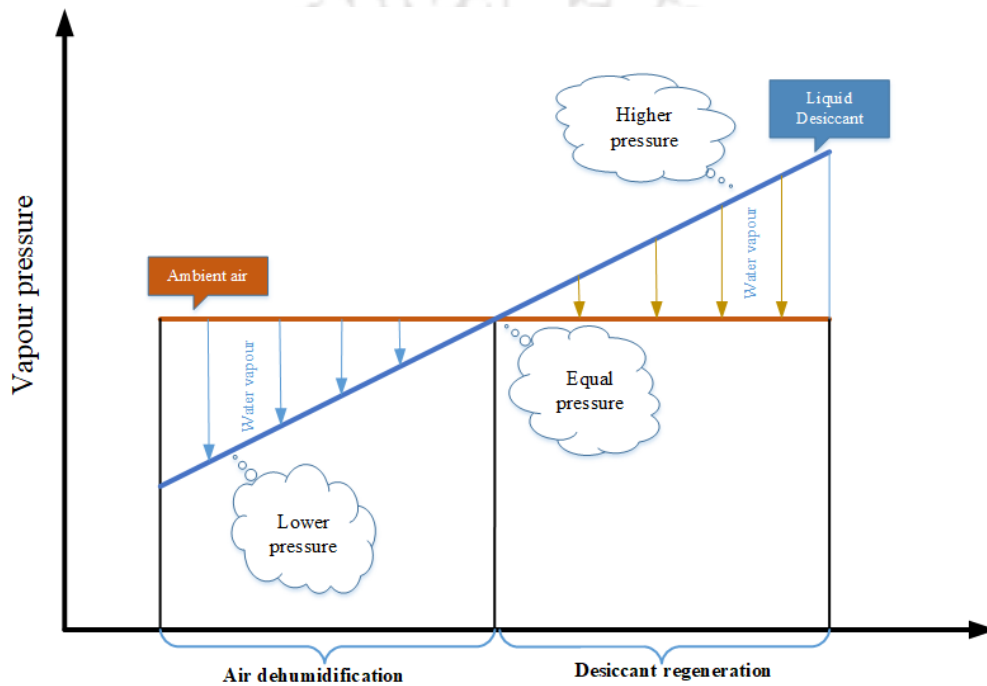 Higher
pressure
Liquid
Desiccant
Vapour pressure
Ambient air
Water vapour
Water vapour
Equal
pressure
Lower
pressure
Air dehumidification
Desiccant regeneration